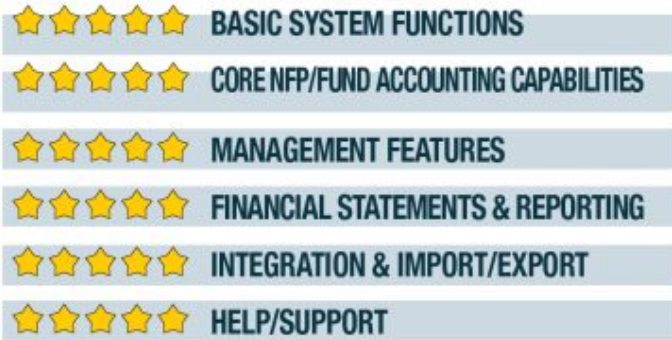 BASIC SYSTEM FUNCTIONS
CORE NFP/FUND ACCOUNTING CAPABILITIES
MANAGEMENT FEATURES
FINANCIAL STATEMENTS & REPORTING
INTEGRATION & IMPORT/EXPORT
HELP/SUPPORT